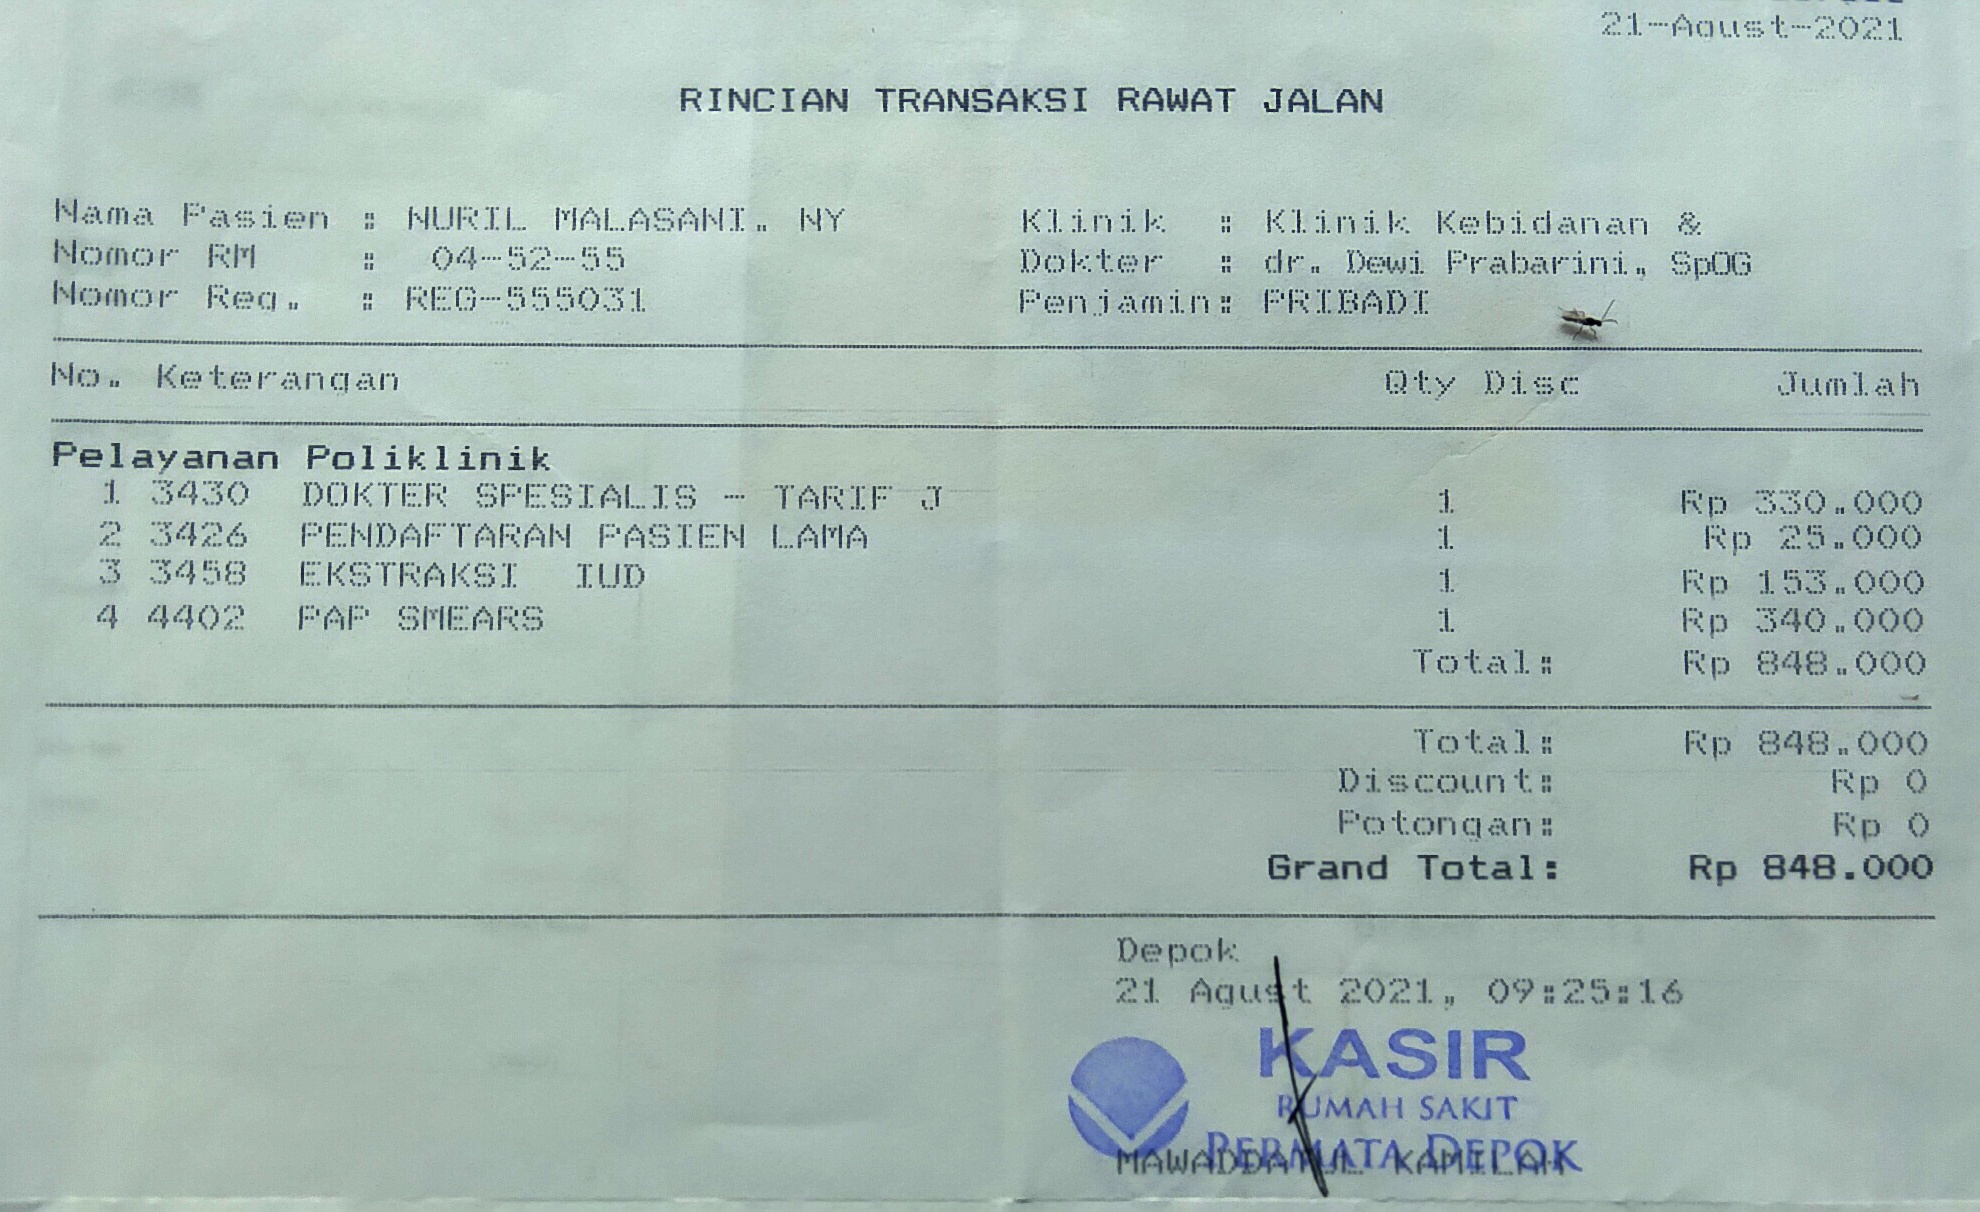 21-Agust-2021
RINCIAN TRANSAKSI RAWAT JALAN
Nama Pasien : NURIL MALASANI. NY Klinik : Klinik Kebidanan &
Nomor RM : 04-52-55 Dokter : dr. Dewi Prabarini, SpOG
Nomor Reg. : REG-555031 Penjamin: PRIBADI
No. Keterangan Qty Disc Jumlah
Pelayanan Poliklinik
1 3430 DOKTER SPESIALIS - TARIF J 1 Rp 330.000
2 3426 PENDAFTARAN PASIEN LAMA 1 Rp 25.000
3 3458 EKSTRAKSI IUD 1 Rp 153.000
4 4402 PAP SMEARS 1 Rp 340.000
Total: Rp 848.000
Total: Rp 848.000
Discount: Rp 0
Potongan: Rp 0
Grand Total: Rp 848.000
Depok
21 Agust 2021, 09:25:16
KASIR
RUMAH SAKIT
PERMATA DEPOK
KAMELAH